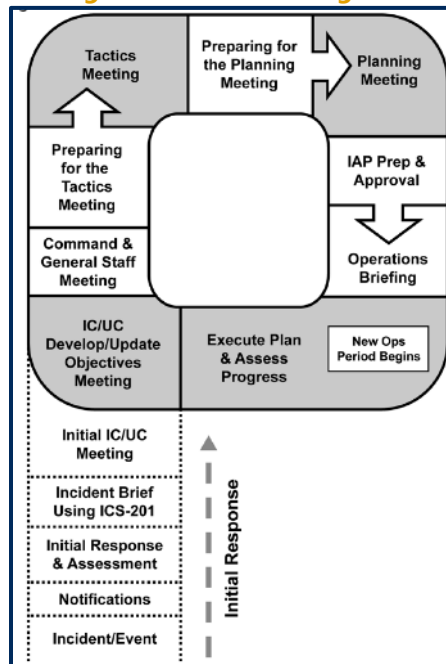 Tactics
Meeting
Preparing for
the Planning
Meeting
Planning
Meeting
Preparing
for the
Tactics
Meeting
IAP Prep &
Approval
Command &
General Staff
Meeting
Operations
Briefing
IC/UC
Develop/Update
Objectives
Meeting
Execute Plan
& Assess
Progress
New Ops
Period Begins
Initial IC/UC
Meeting
Incident Brief
Using ICS-201
Initial Response
& Assessment
Notifications
Incident/Event
Initial Response